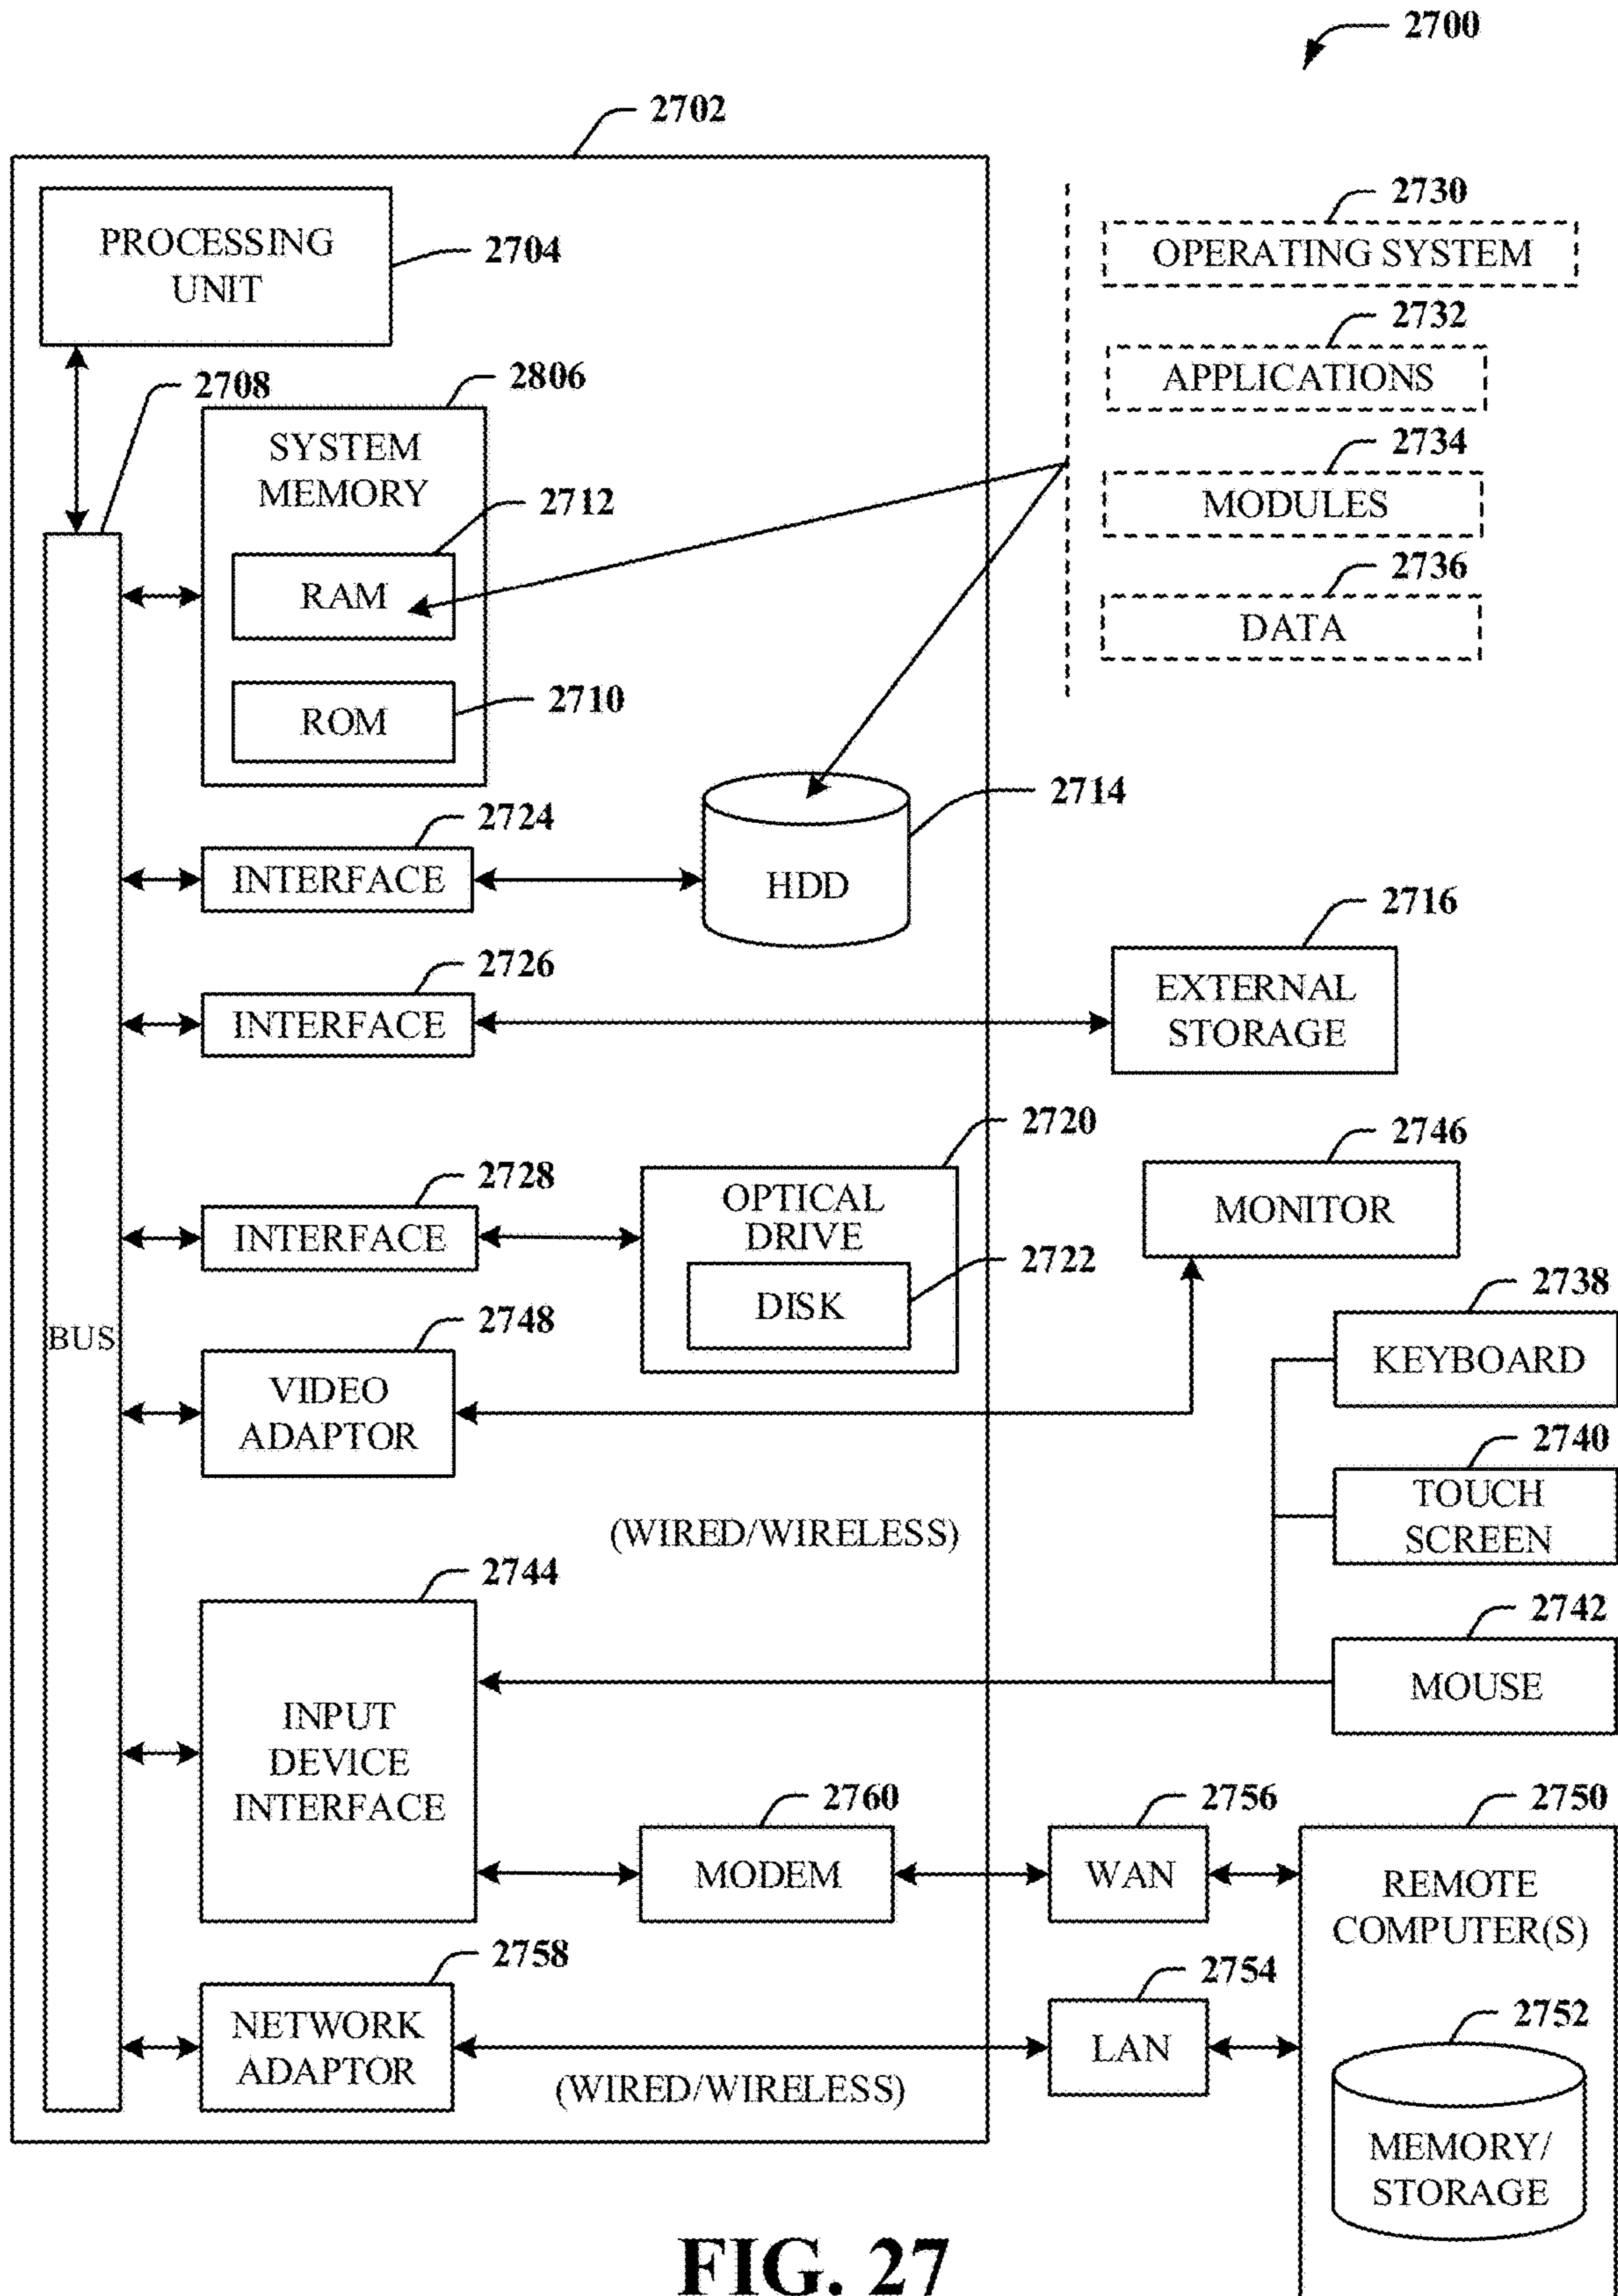 2700
2702
PROCESSING
UNIT
2704
2730
OPERATING SYSTEM
2732
APPLICATIONS
2734
MODULES
2736
DATA
2708
2806
SYSTEM
MEMORY
2712
RAM
2710
ROM
2714
HDD
2724
INTERFACE
2716
EXTERNAL
STORAGE
2726
INTERFACE
2720
OPTICAL
DRIVE
2722
DISK
2746
MONITOR
2728
INTERFACE
BUS
2748
VIDEO
ADAPTOR
2738
KEYBOARD
2740
TOUCH
SCREEN
(WIRED/WIRELESS)
2744
INPUT
DEVICE
INTERFACE
2742
MOUSE
2760
MODEM
2756
WAN
2750
REMOTE
COMPUTER(S)
2758
NETWORK
ADAPTOR
2754
LAN
2752
MEMORY/
STORAGE
(WIRED/WIRELESS)
FIG. 27